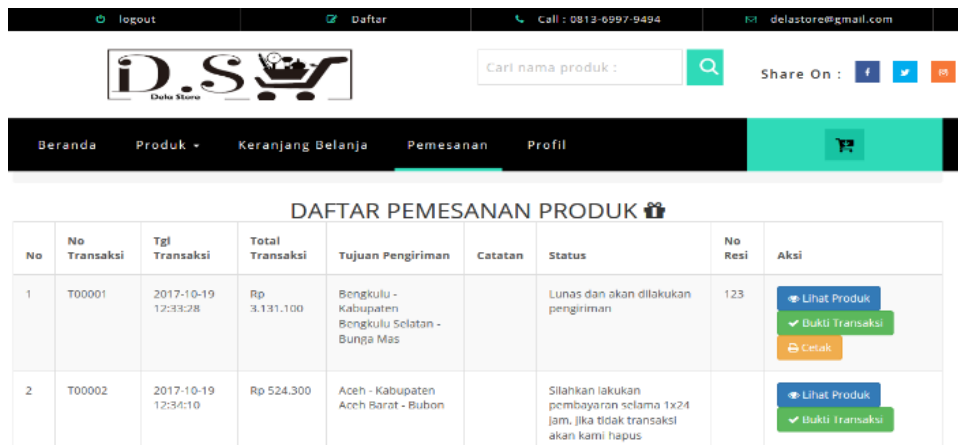 logout Daftar Call : 0813-6997-9494 delastore@gmail.com
D.S
Dela Store
Cari nama produk :
Share On :
Beranda Produk Keranjang Belanja Pemesanan Profil
DAFTAR PEMESANAN PRODUK
No No Transaksi Tgl Transaksi Total Transaksi Tujuan Pengiriman Catatan Status No Resi Aksi
1 T00001 2017-10-19 12:33:28 Rp 3.131.100 Bengkulu - Kabupaten Bengkulu Selatan - Bunga Mas Lunas dan akan dilakukan pengiriman 123 Lihat Produk
Bukti Transaksi
Cetak
2 T00002 2017-10-19 12:34:10 Rp 524.300 Aceh - Kabupaten Aceh Barat - Bubon Silahkan lakukan pembayaran selama 1x24 jam, jika tidak transaksi akan kami hapus Lihat Produk
Bukti Transaksi